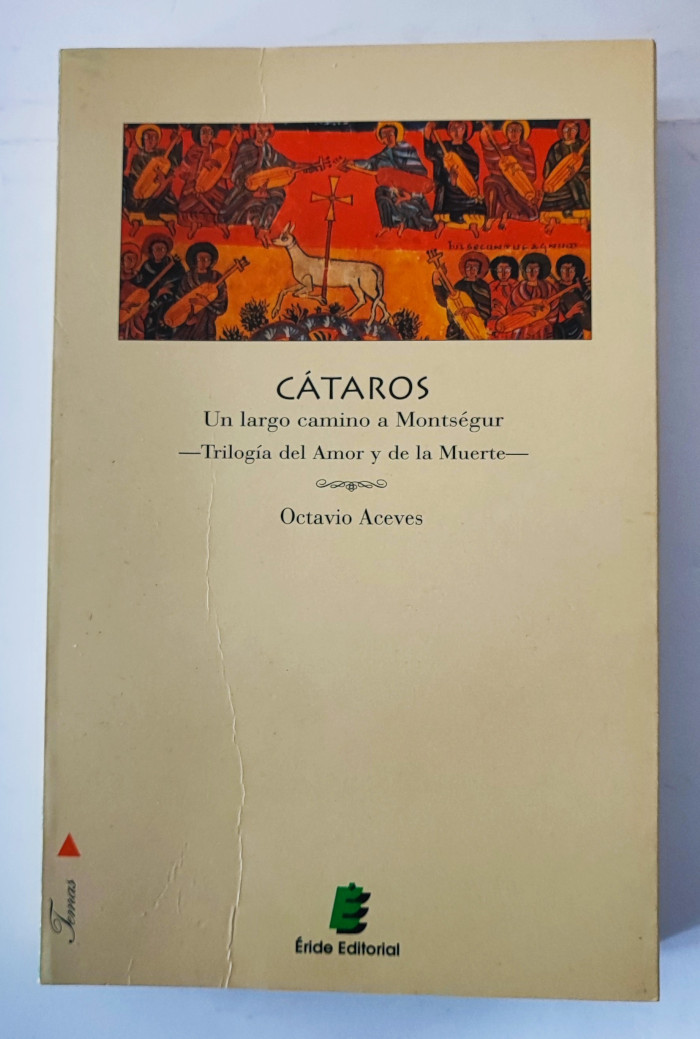 CÁTAROS
Un largo camino a Montségur
—Trilogía del Amor y de la Muerte—
Octavio Aceves
Temas
Éride Editorial